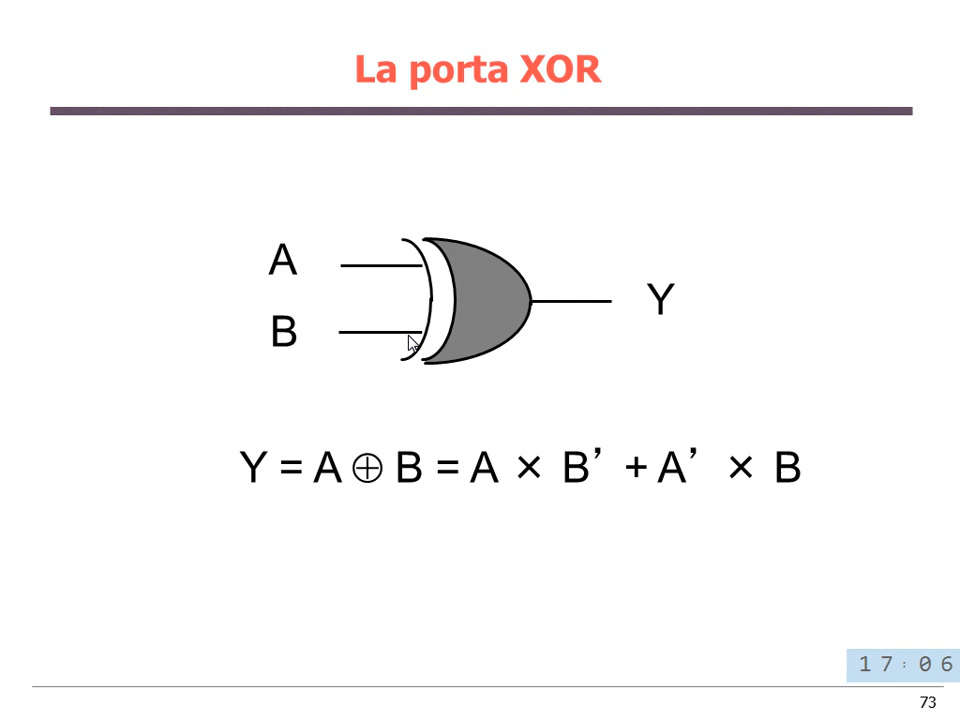 La porta XOR
A
B
Y
Y = A ⊕ B = A × B’ + A’ × B
17:06
73